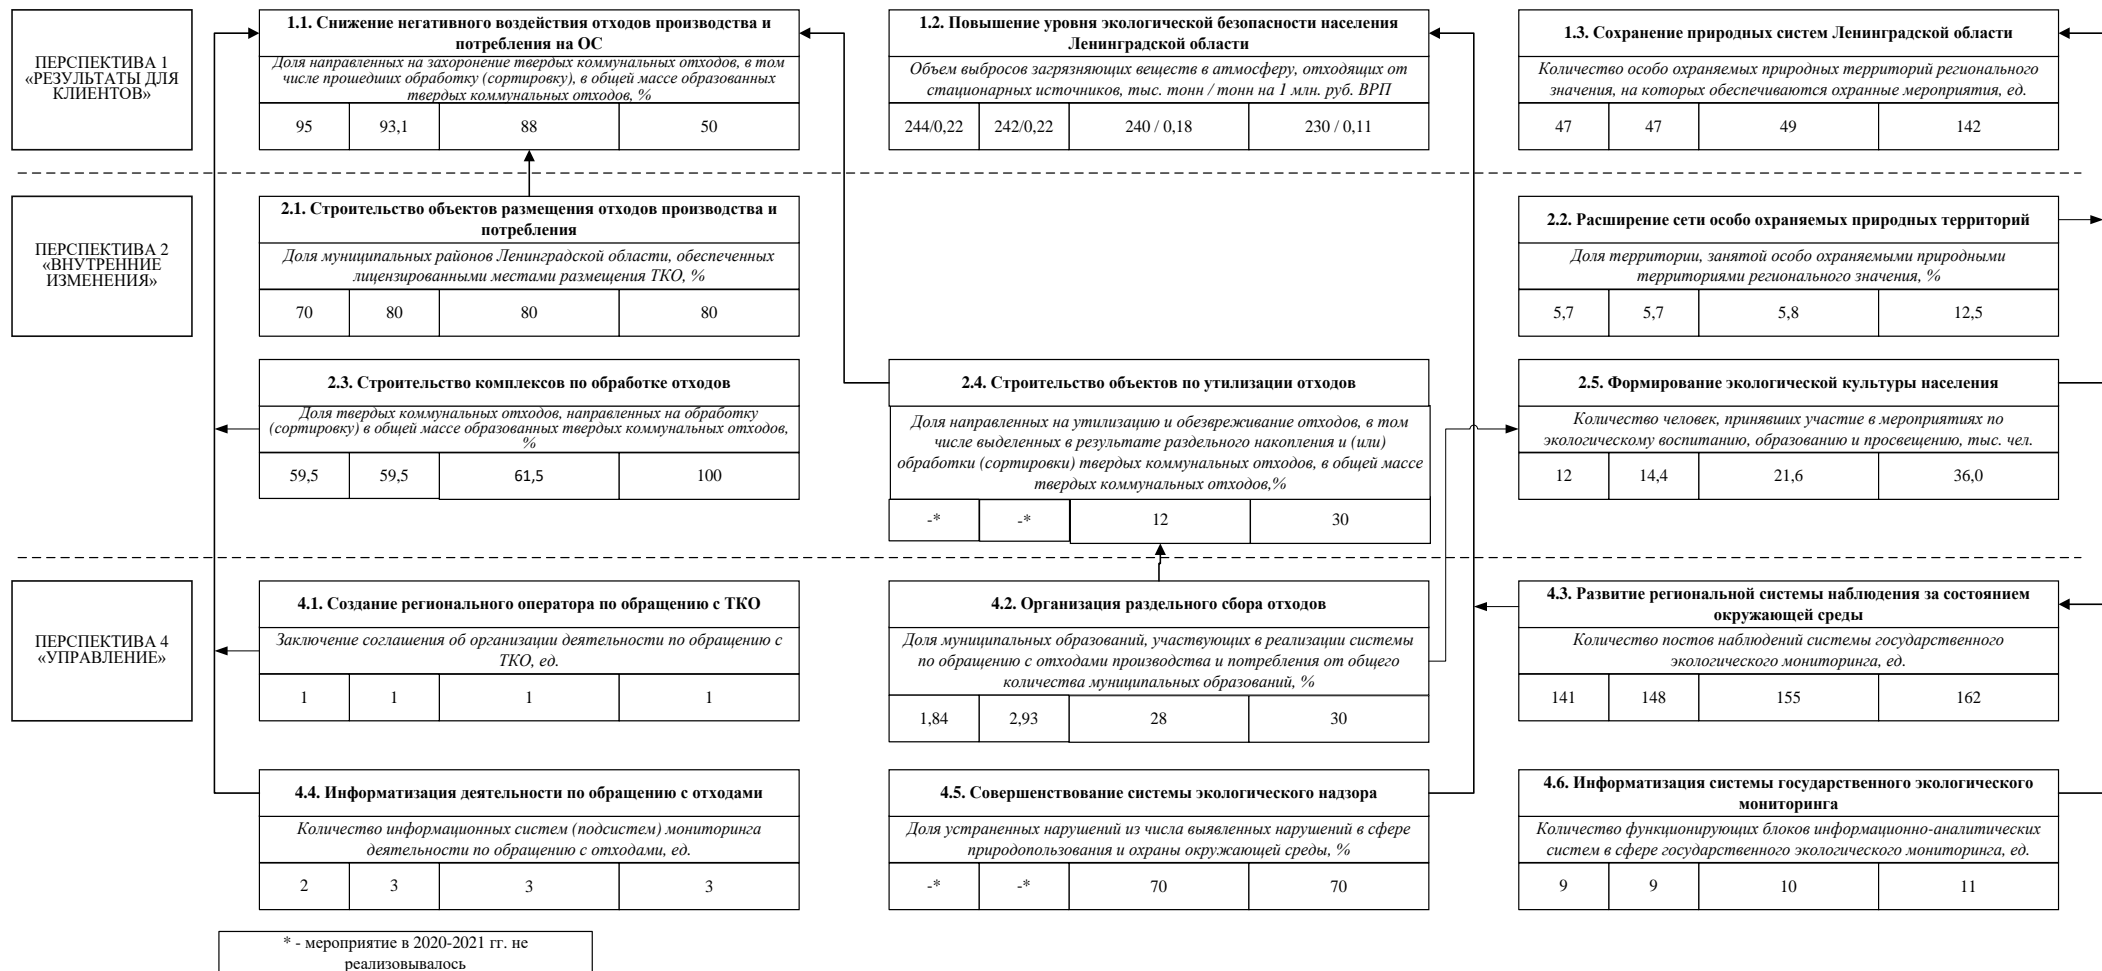 ПЕРСПЕКТИВА 1
«РЕЗУЛЬТАТЫ ДЛЯ
КЛИЕНТОВ»
1.1. Снижение негативного воздействия отходов производства и
потребления на ОС
Доля направленных на захоронение твердых коммунальных отходов, в том
числе прошедших обработку (сортировку), в общей массе образованных
твердых коммунальных отходов, %
95 93,1 88 50
1.2. Повышение уровня экологической безопасности населения
Ленинградской области
Объем выбросов загрязняющих веществ в атмосферу, отходящих от
стационарных источников, тыс. тонн / тонн на 1 млн. руб. ВРП
244/0,22 242/0,22 240 / 0,18 230 / 0,11
1.3. Сохранение природных систем Ленинградской области
Количество особо охраняемых природных территорий регионального
значения, на которых обеспечиваются охранные мероприятия, ед.
47 47 49 142
ПЕРСПЕКТИВА 2
«ВНУТРЕННИЕ
ИЗМЕНЕНИЯ»
2.1. Строительство объектов размещения отходов производства и
потребления
Доля муниципальных районов Ленинградской области, обеспеченных
лицензированными местами размещения ТКО, %
70 80 80 80
2.2. Расширение сети особо охраняемых природных территорий
Доля территории, занятой особо охраняемыми природными
территориями регионального значения, %
5,7 5,7 5,8 12,5
2.3. Строительство комплексов по обработке отходов
Доля твердых коммунальных отходов, направленных на обработку
(сортировку) в общей массе образованных твердых коммунальных отходов,
%
59,5 59,5 61,5 100
2.4. Строительство объектов по утилизации отходов
Доля направленных на утилизацию и обезвреживание отходов, в том
числе выделенных в результате раздельного накопления и (или)
обработки (сортировки) твердых коммунальных отходов, в общей массе
твердых коммунальных отходов,%
-* -* 12 30
2.5. Формирование экологической культуры населения
Количество человек, принявших участие в мероприятиях по
экологическому воспитанию, образованию и просвещению, тыс. чел.
12 14,4 21,6 36,0
ПЕРСПЕКТИВА 4
«УПРАВЛЕНИЕ»
4.1. Создание регионального оператора по обращению с ТКО
Заключение соглашения об организации деятельности по обращению с
ТКО, ед.
1 1 1 1
4.2. Организация раздельного сбора отходов
Доля муниципальных образований, участвующих в реализации системы
по обращению с отходами производства и потребления от общего
количества муниципальных образований, %
1,84 2,93 28 30
4.3. Развитие региональной системы наблюдения за состоянием
окружающей среды
Количество постов наблюдений системы государственного
экологического мониторинга, ед.
141 148 155 162
4.4. Информатизация деятельности по обращению с отходами
Количество информационных систем (подсистем) мониторинга
деятельности по обращению с отходами, ед.
2 3 3 3
4.5. Совершенствование системы экологического надзора
Доля устраненных нарушений из числа выявленных нарушений в сфере
природопользования и охраны окружающей среды, %
-* -* 70 70
4.6. Информатизация системы государственного экологического
мониторинга
Количество функционирующих блоков информационно-аналитических
систем в сфере государственного экологического мониторинга, ед.
9 9 10 11
* - мероприятие в 2020-2021 гг. не
реализовывалось